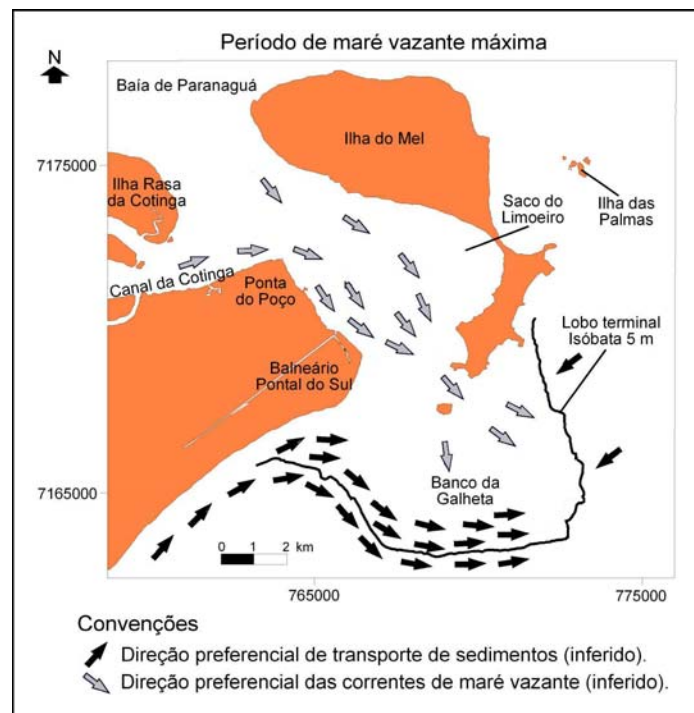 Período de maré vazante máxima
N
Baía de Paranaguá
Ilha do Mel
7175000
Ilha Rasa
da Cotinga
Saco do
Limoeiro
Ilha das
Palmas
Canal da Cotinga
Ponta
do Poço
Lobo terminal
Isóbata 5 m
Balneário
Pontal do Sul
7165000
Banco da
Galheta
0 1 2 km
765000
775000
Convenções
Direção preferencial de transporte de sedimentos (inferido).
Direção preferencial das correntes de maré vazante (inferido).